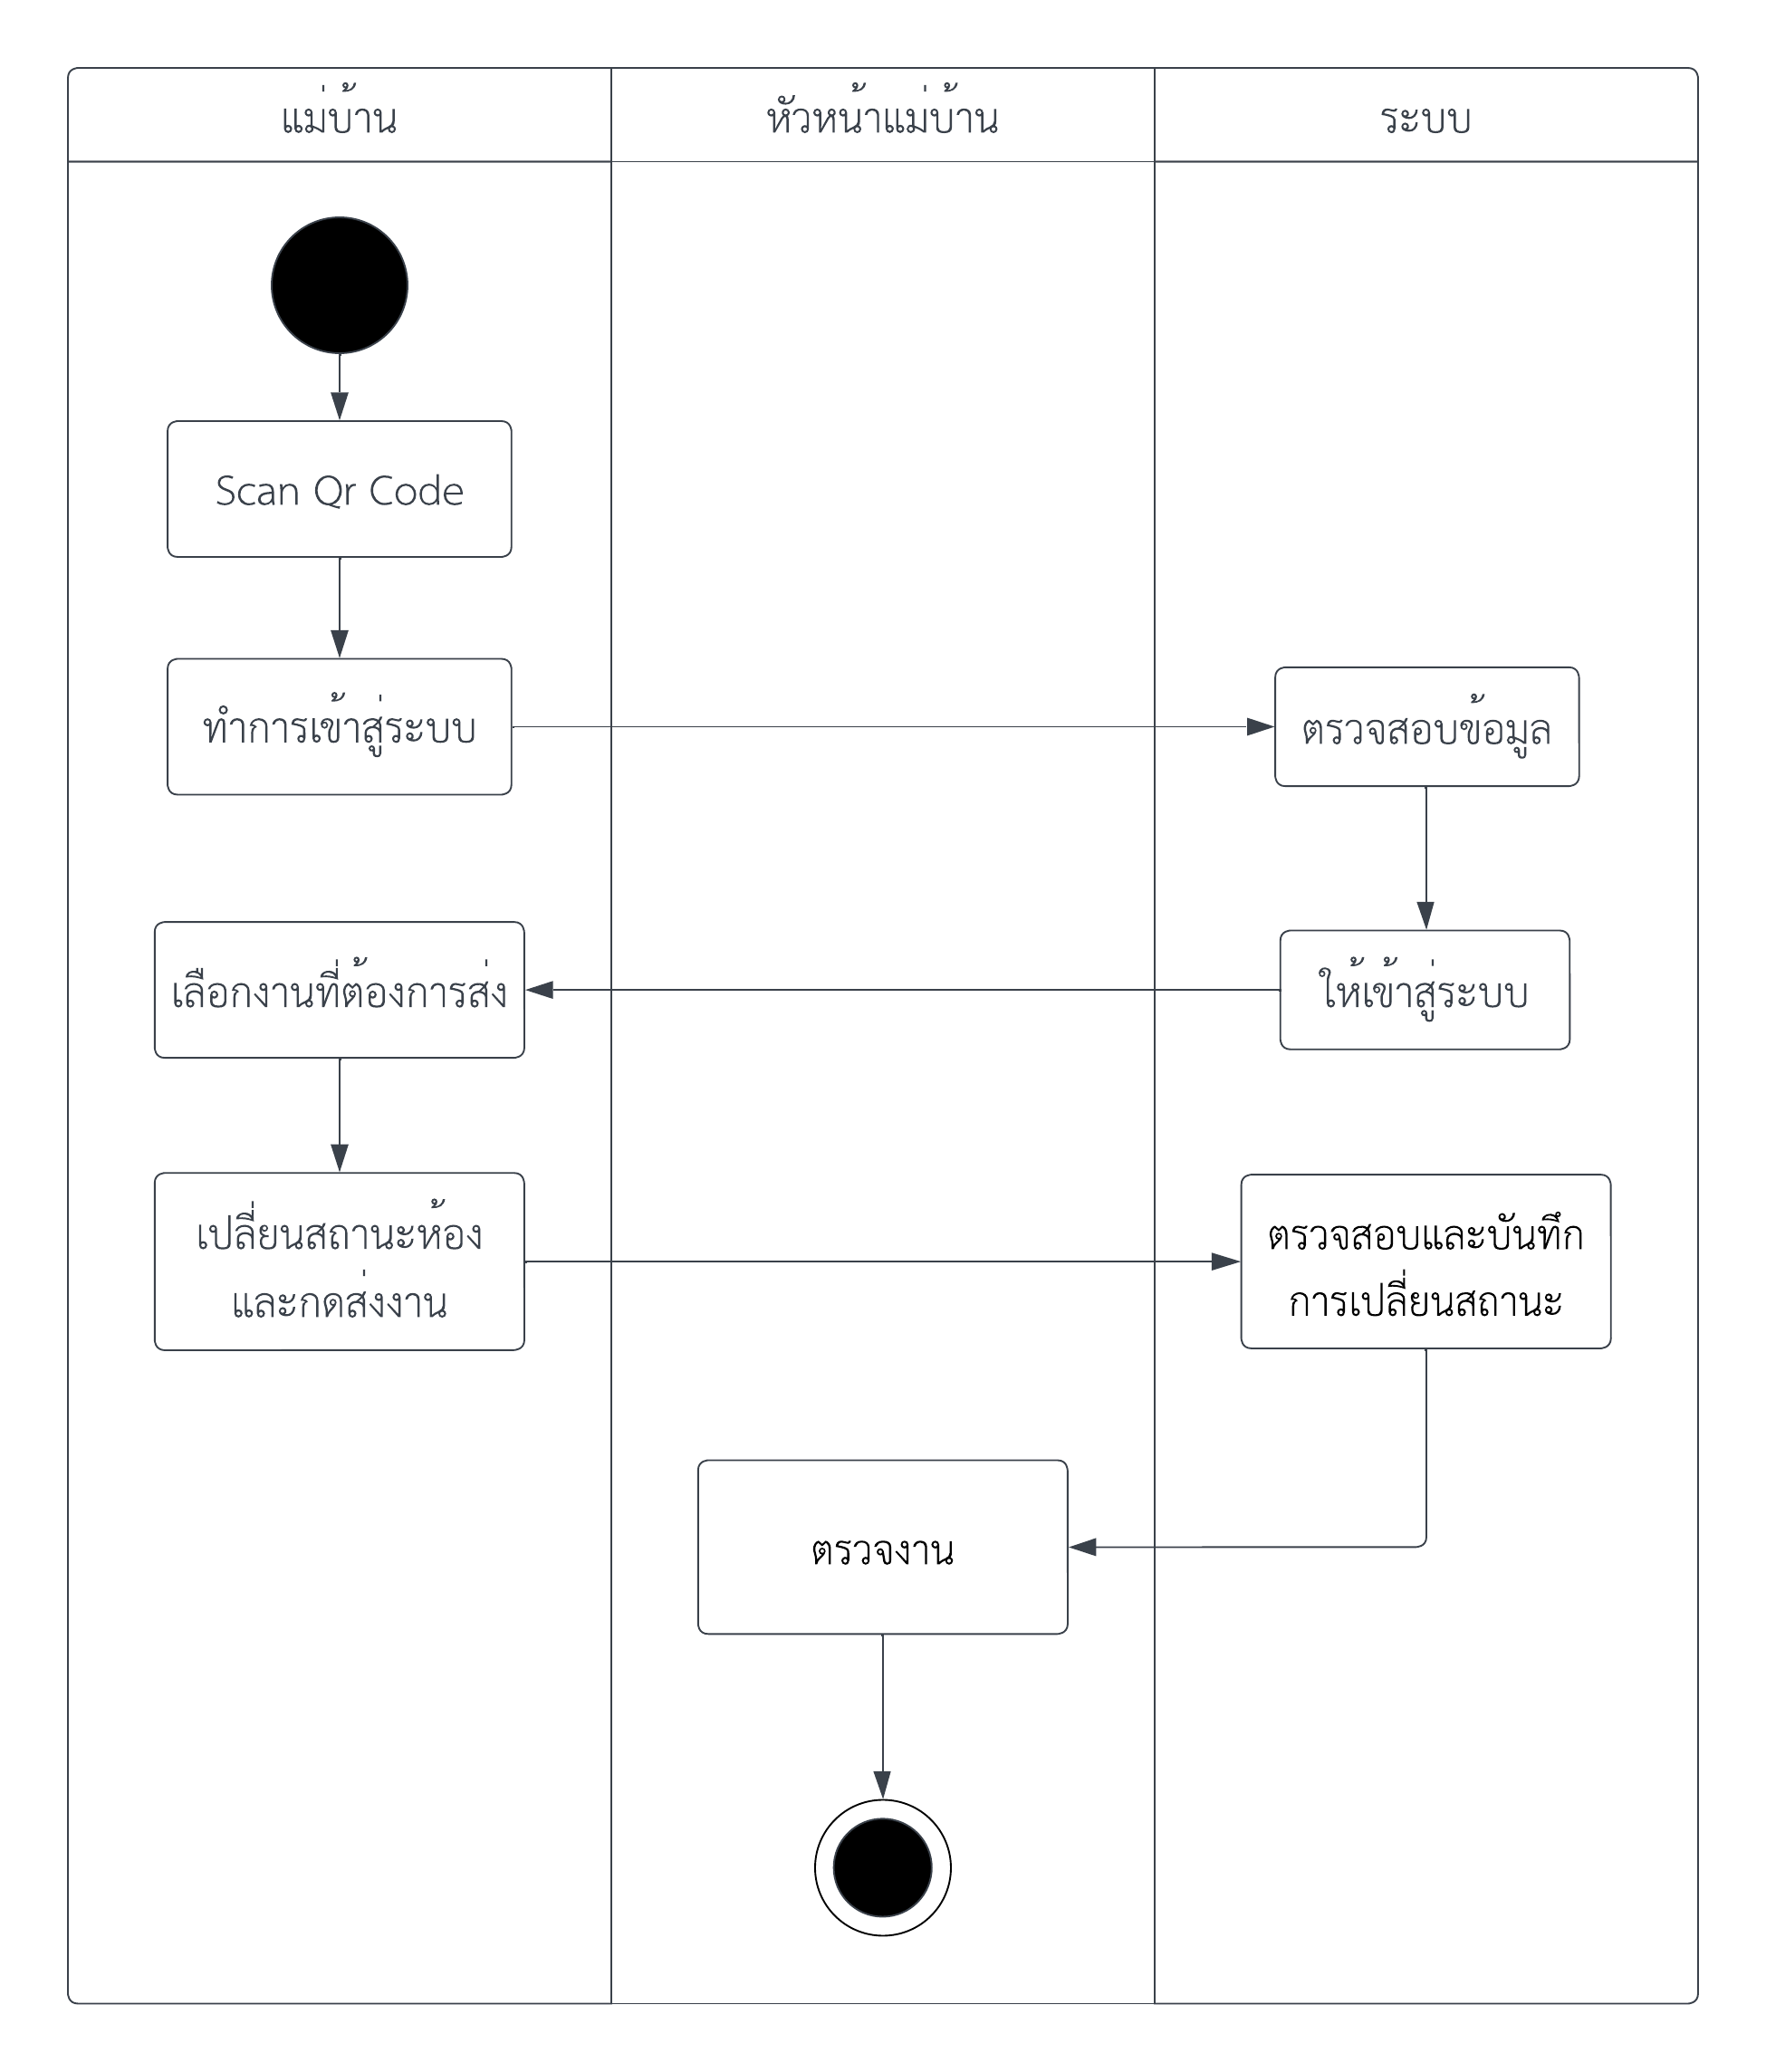 แม่บ้าน
หัวหน้าแม่บ้าน
ระบบ
Scan Qr Code
ทำการเข้าสู่ระบบ
ตรวจสอบข้อมูล
เลือกงานที่ต้องการส่ง
ให้เข้าสู่ระบบ
เปลี่ยนสถานะห้อง
และกดส่งงาน
ตรวจสอบและบันทึก
การเปลี่ยนสถานะ
ตรวจงาน